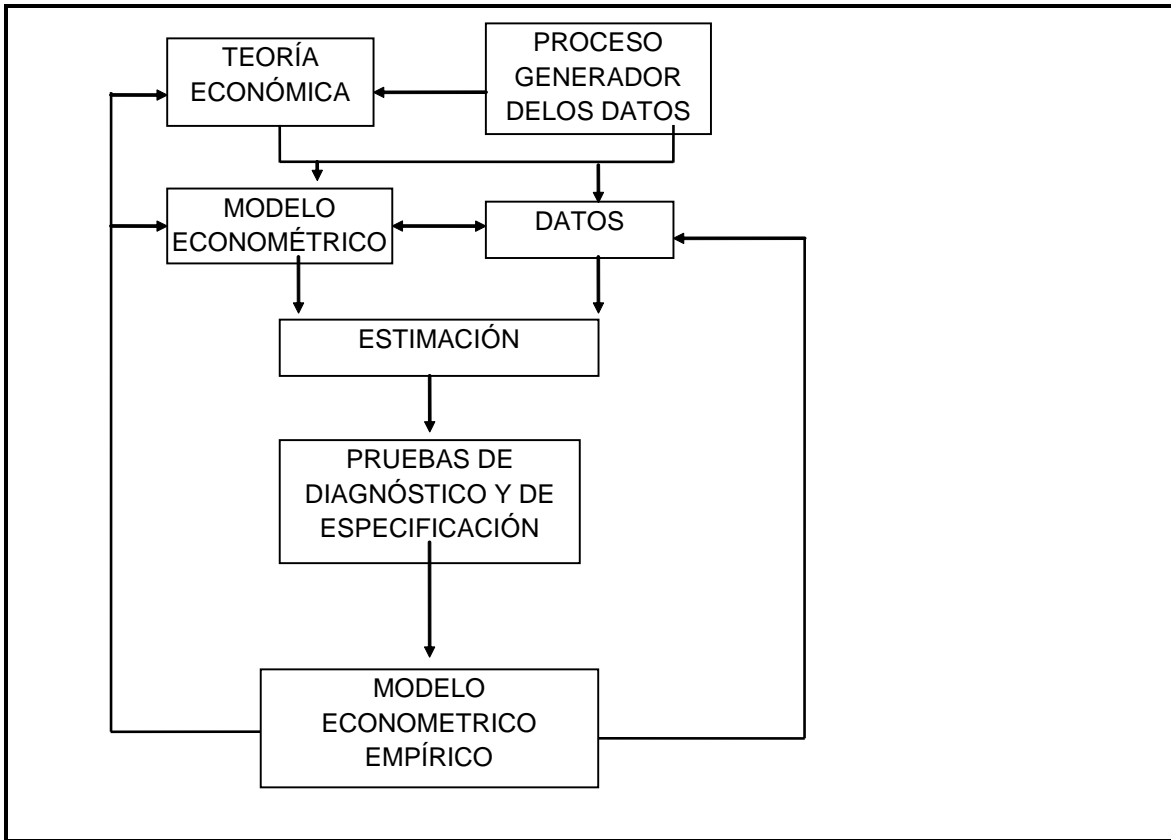 TEORÍA
ECONÓMICA
PROCESO
GENERADOR
DELOS DATOS
MODELO
ECONOMÉTRICO
DATOS
ESTIMACIÓN
PRUEBAS DE
DIAGNÓSTICO Y DE
ESPECIFICACIÓN
MODELO
ECONOMETRICO
EMPÍRICO